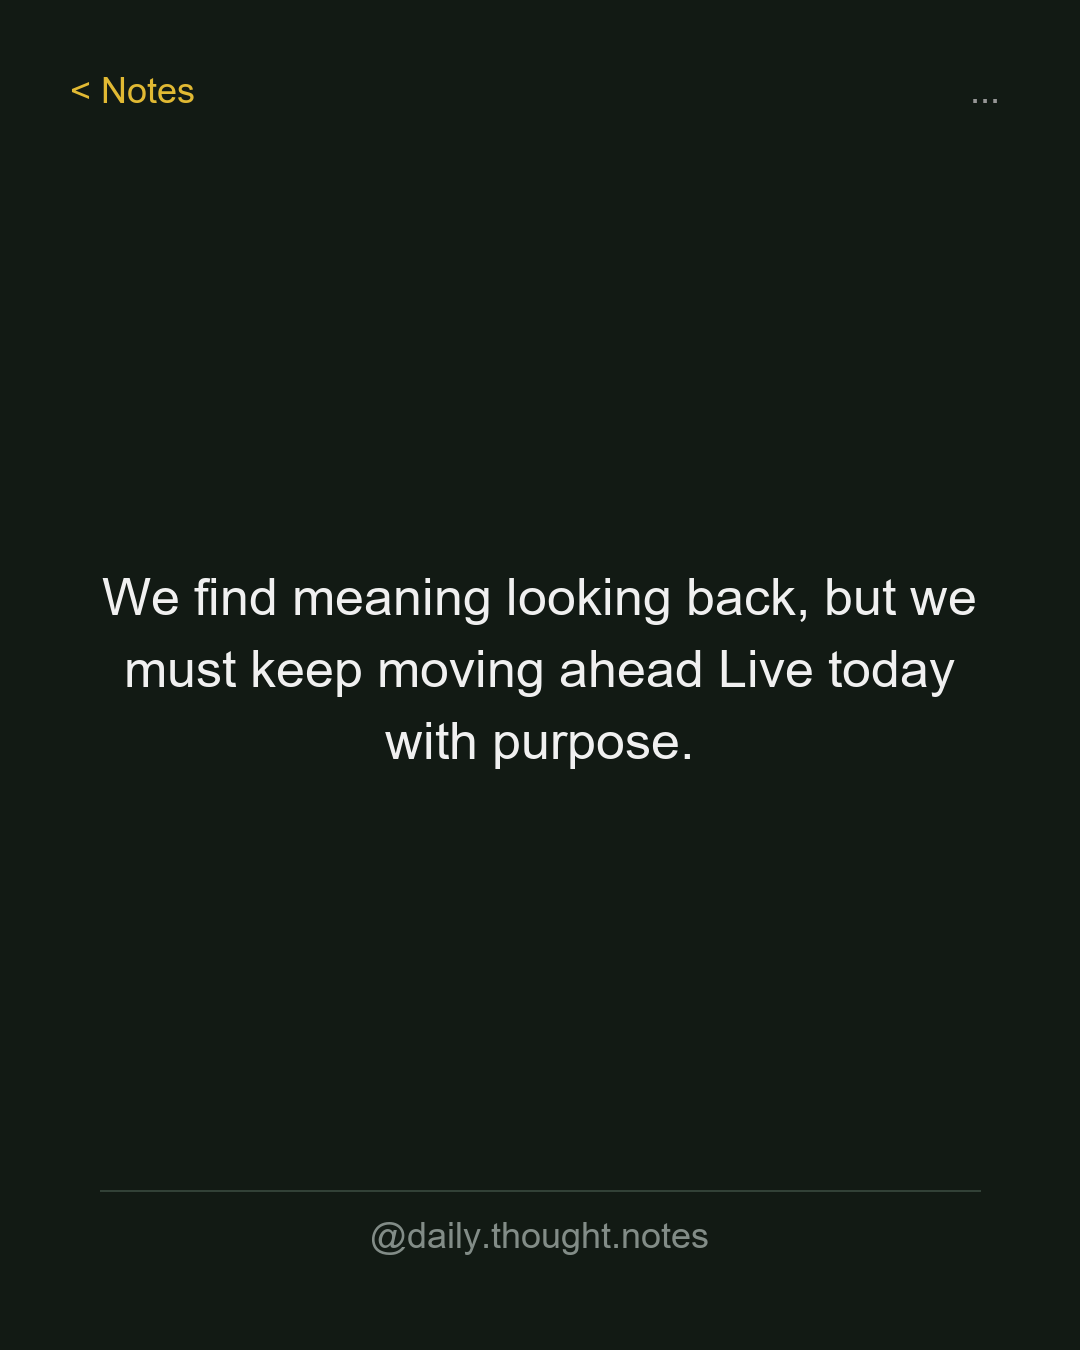 < Notes
...
We find meaning looking back, but we
must keep moving ahead Live today
with purpose.
@daily.thought.notes